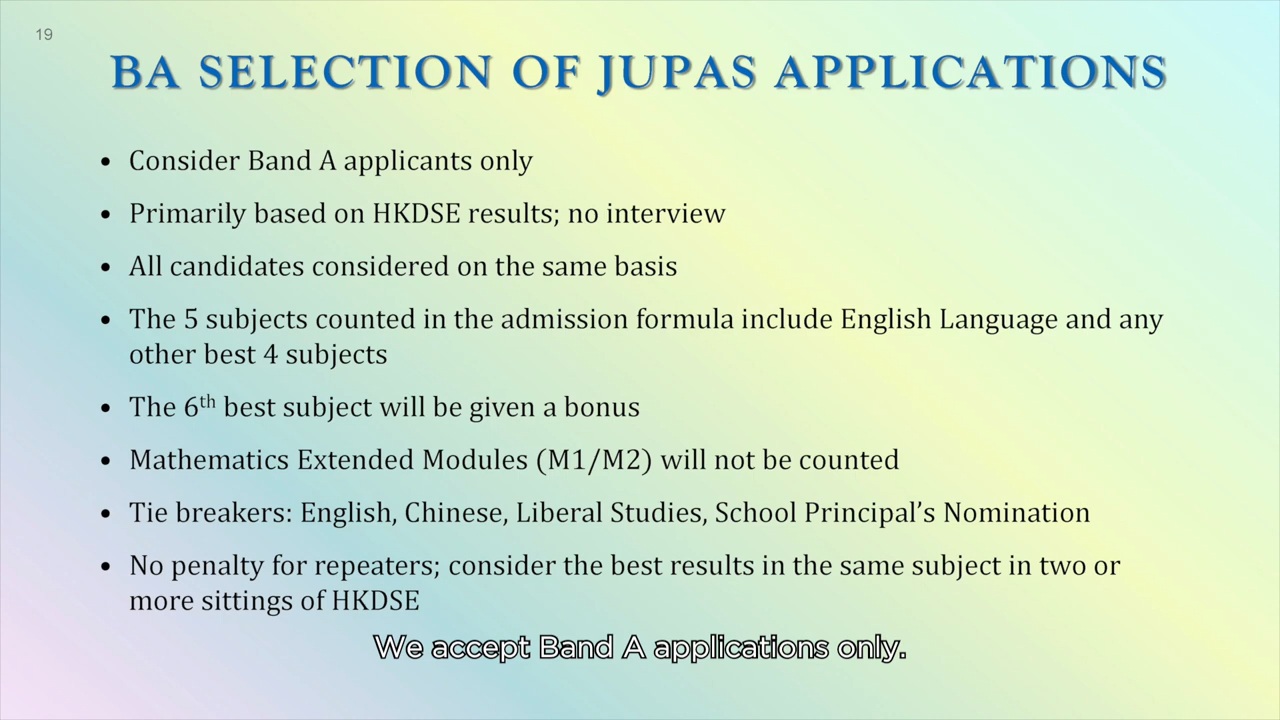 19
BA SELECTION OF JUPAS APPLICATIONS
• Consider Band A applicants only
• Primarily based on HKDSE results; no interview
• All candidates considered on the same basis
• The 5 subjects counted in the admission formula include English Language and any
other best 4 subjects
• The 6th best subject will be given a bonus
• Mathematics Extended Modules (M1/M2) will not be counted
• Tie breakers: English, Chinese, Liberal Studies, School Principal’s Nomination
• No penalty for repeaters; consider the best results in the same subject in two or
more sittings of HKDSE
We accept Band A applications only.